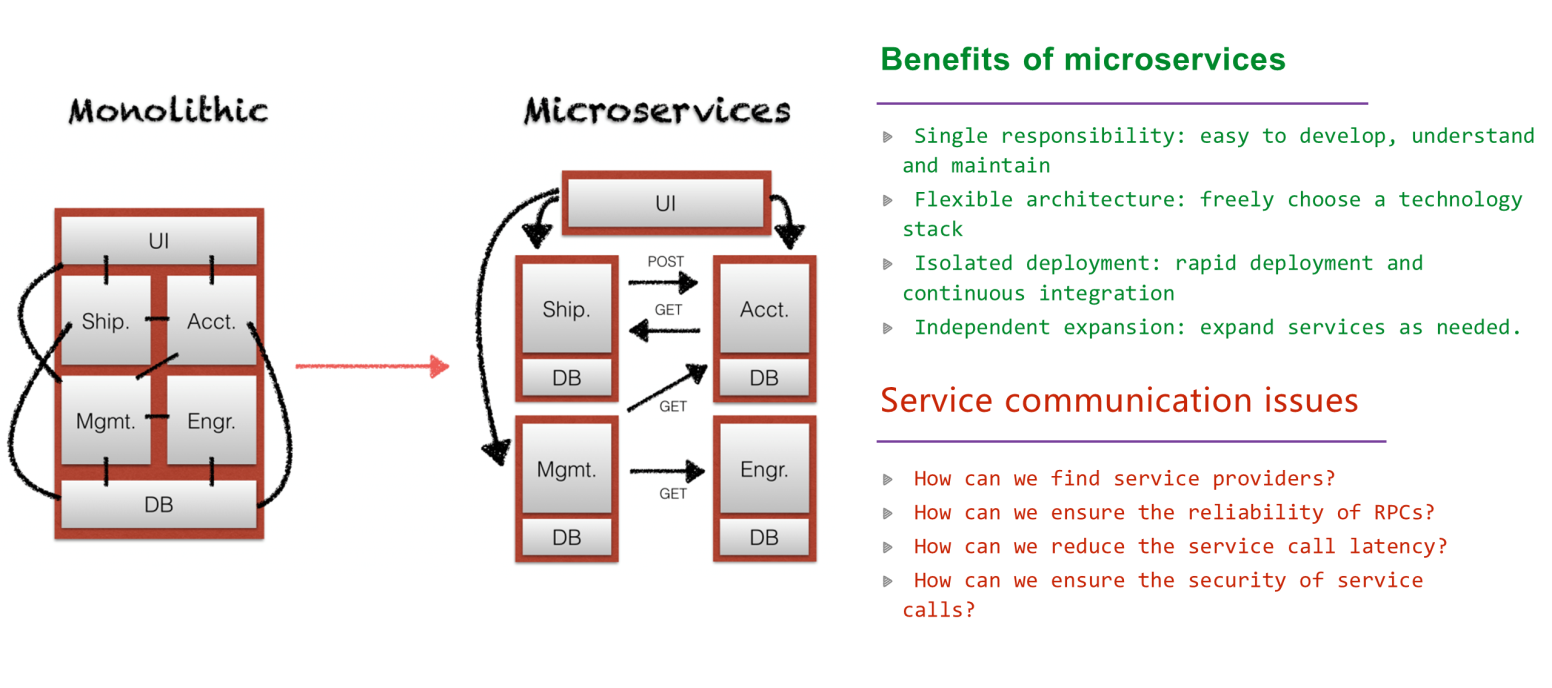 Monolithic
UI
Ship.
Acct.
Mgmt.
Engr.
DB
Microservices
UI
POST
GET
Ship.
Acct.
DB
DB
GET
Mgmt.
Engr.
GET
DB
DB
Benefits of microservices
Single responsibility: easy to develop, understand
and maintain
Flexible architecture: freely choose a technology
stack
Isolated deployment: rapid deployment and
continuous integration
Independent expansion: expand services as needed.
Service communication issues
How can we find service providers?
How can we ensure the reliability of RPCs?
How can we reduce the service call latency?
How can we ensure the security of service
calls?